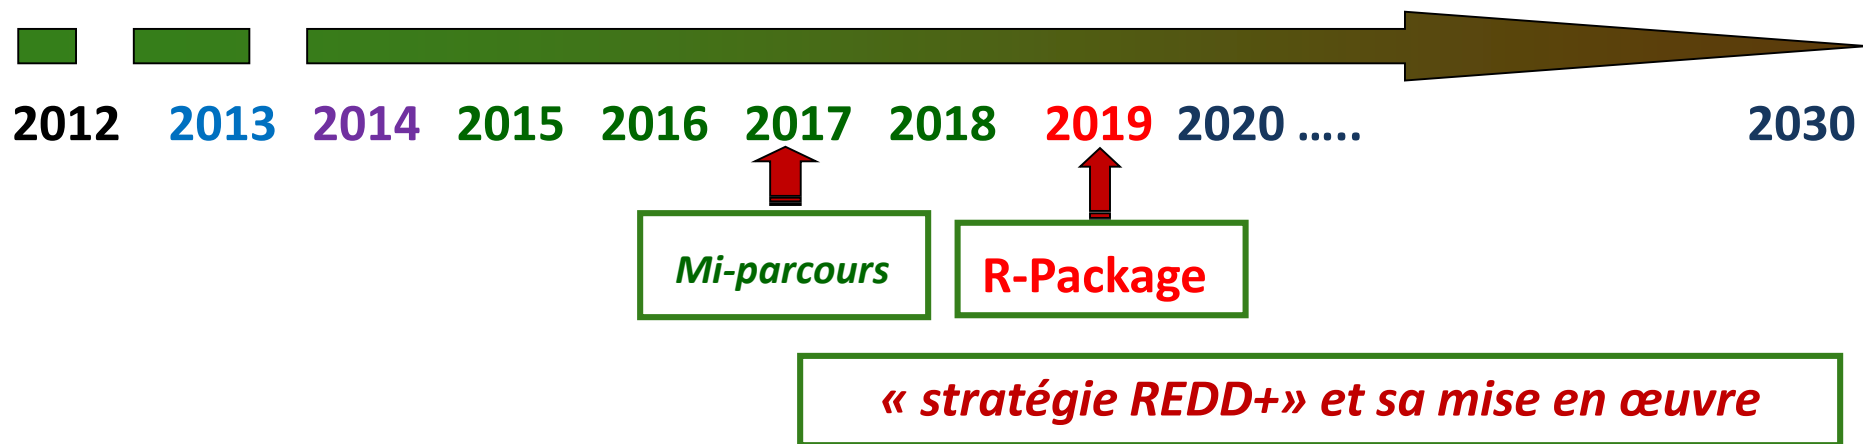 2012 2013 2014 2015 2016 2017 2018 2019 2020 ….. 2030
Mi-parcours
R-Package
« stratégie REDD+» et sa mise en œuvre